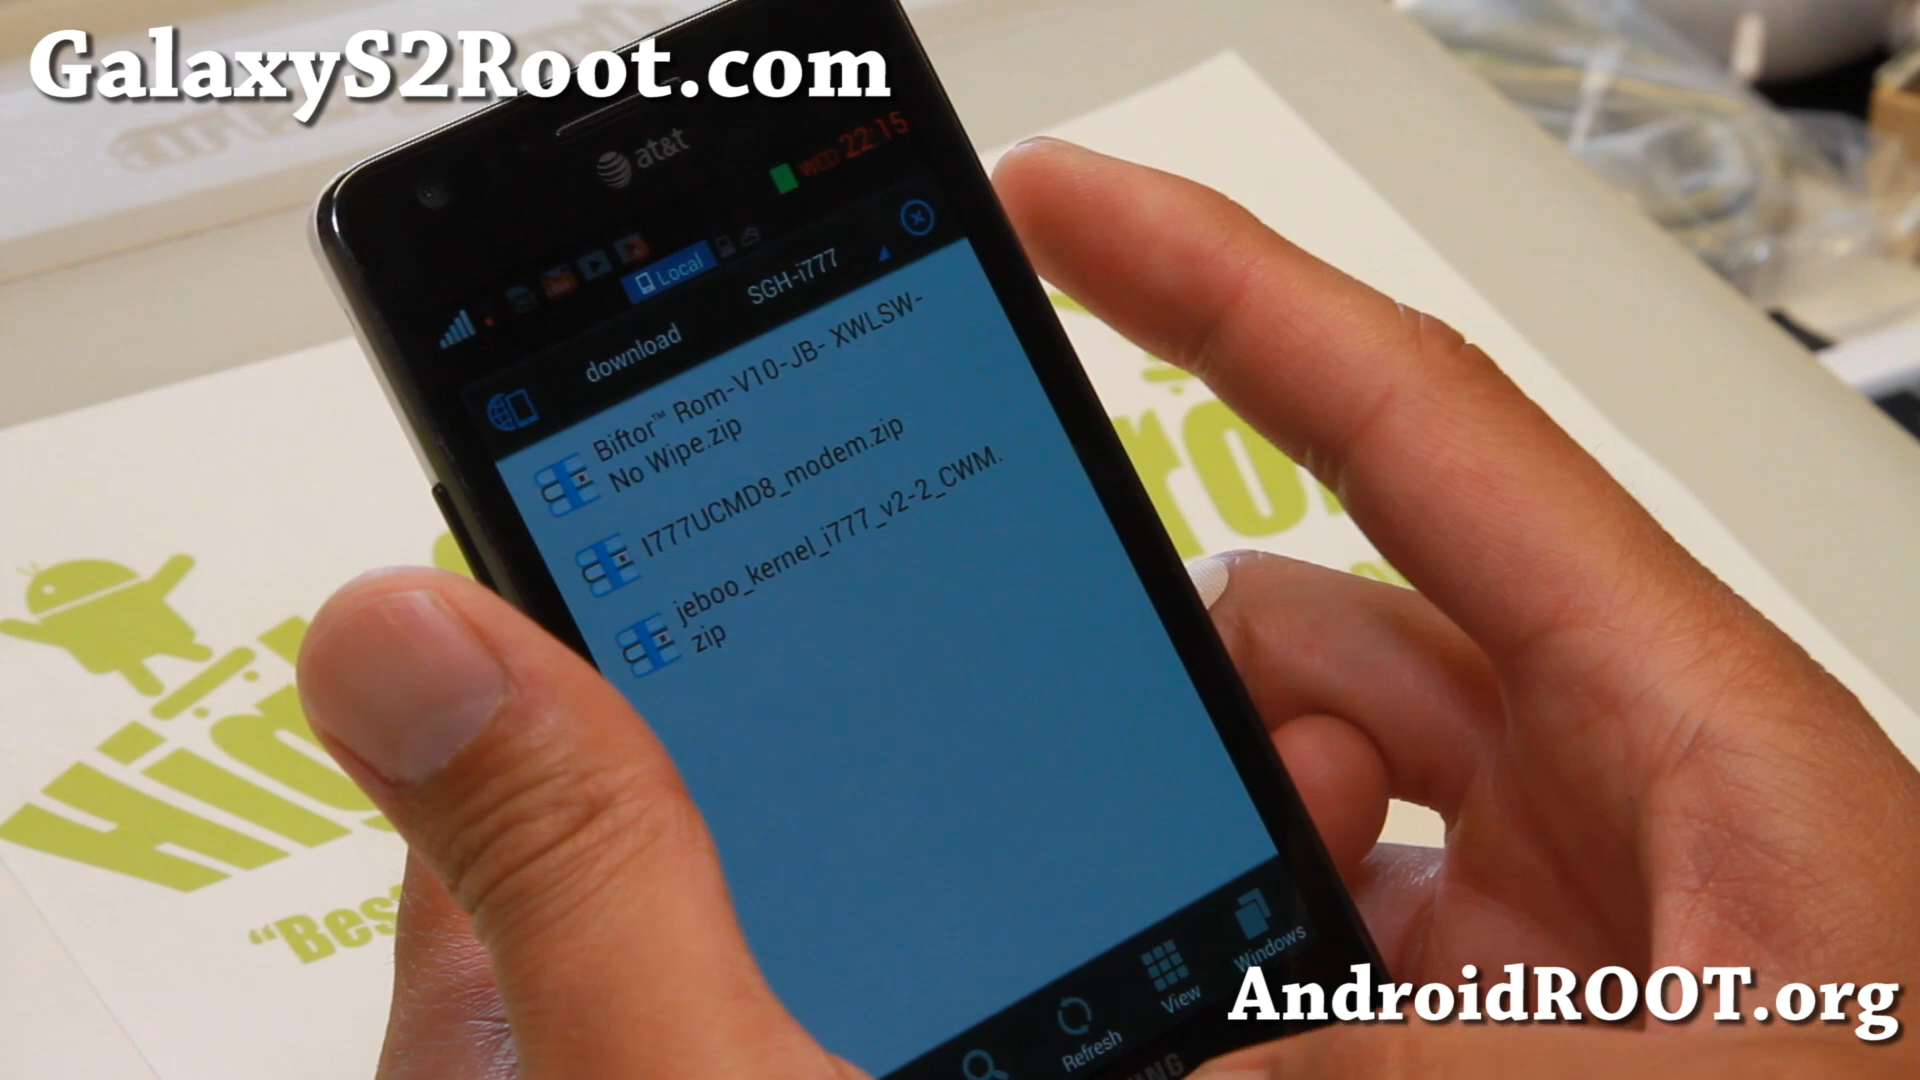 GalaxyS2Root.com
at&t
WED 22:15
Local
download
SGH-i777
Biftor™ Rom-V10-JB- XWLSW-
No Wipe.zip
I777UCMD8_modem.zip
jeboo_kernel_i777_v2-2_CWM.
zip
Refresh
View
Windows
“Bes
AndroidROOT.org